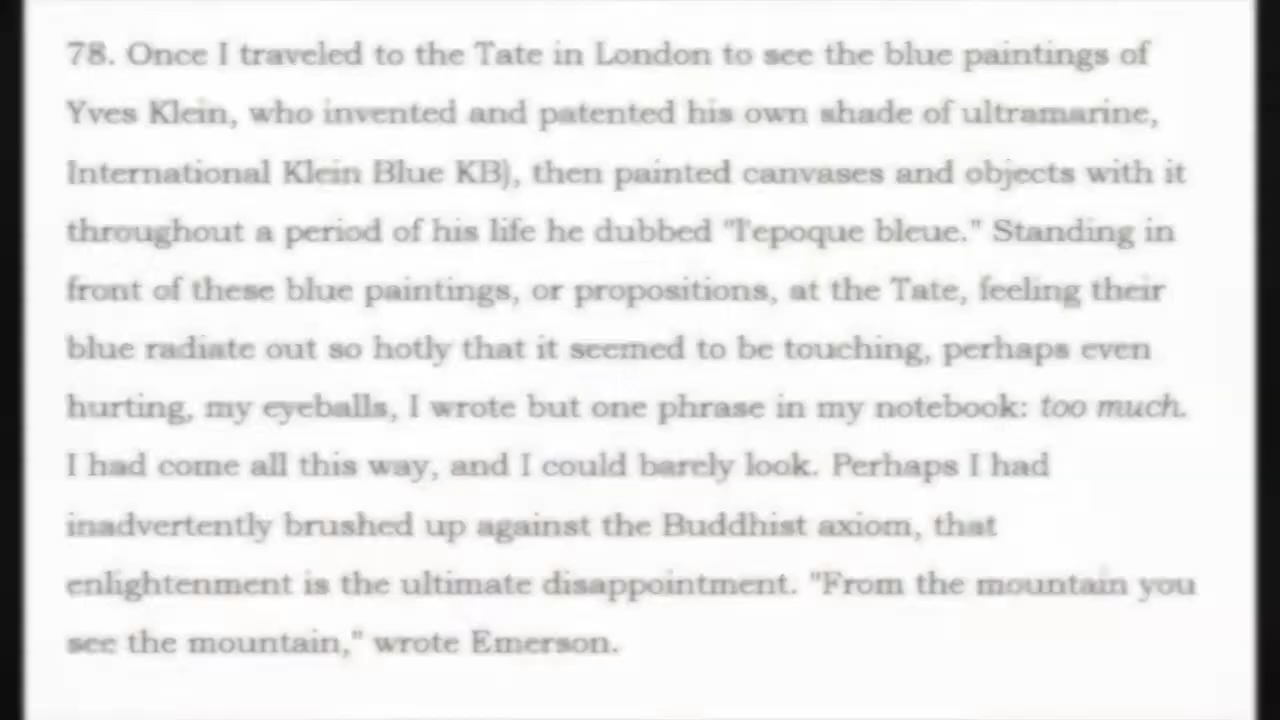 78. Once I traveled to the Tate in London to see the blue paintings of
Yves Klein, who invented and patented his own shade of ultramarine,
International Klein Blue KB), then painted canvases and objects with it
throughout a period of his life he dubbed "l'epoque bleue." Standing in
front of these blue paintings, or propositions, at the Tate, feeling their
blue radiate out so hotly that it seemed to be touching, perhaps even
hurting, my eyeballs, I wrote but one phrase in my notebook: too much.
I had come all this way, and I could barely look. Perhaps I had
inadvertently brushed up against the Buddhist axiom, that
enlightenment is the ultimate disappointment. "From the mountain you
see the mountain," wrote Emerson.